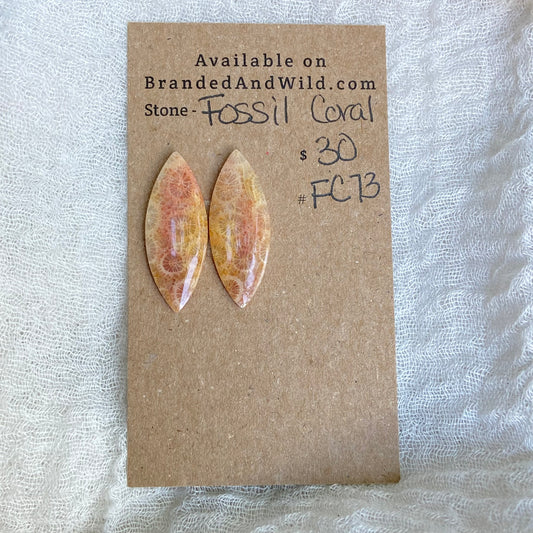 Available on
BrandedAndWild.com
Stone - Fossil Coral
$ 30
# FC73